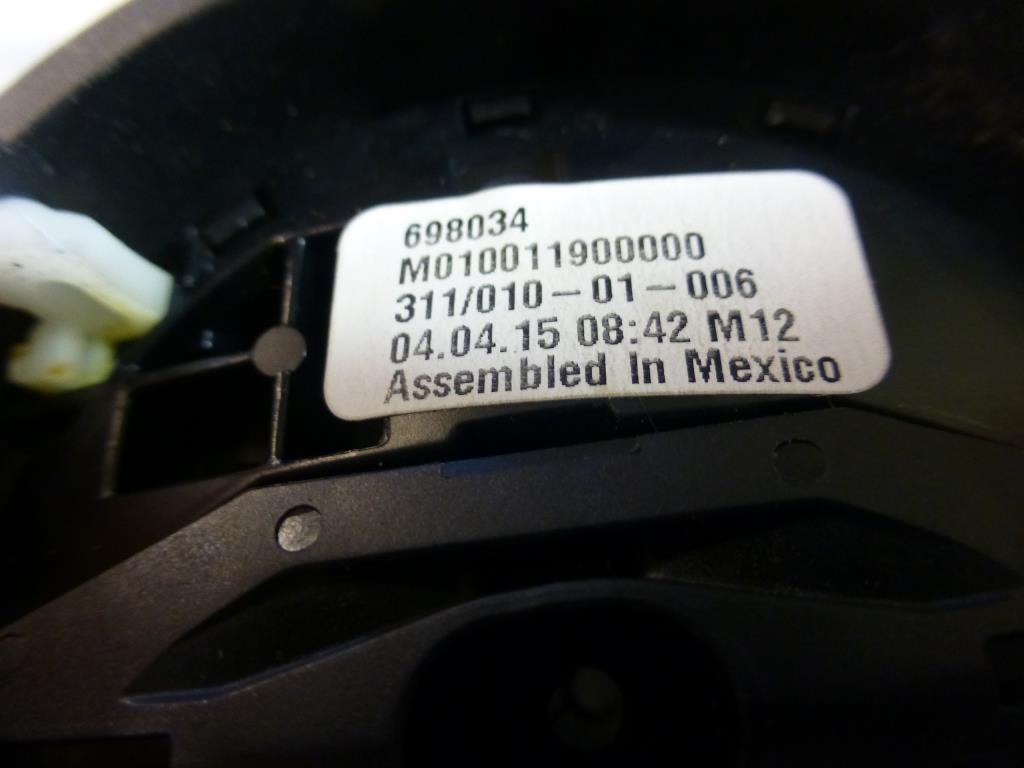 698034
M010011900000
311/010-01-006
04.04.15 08:42 M12
Assembled In Mexico